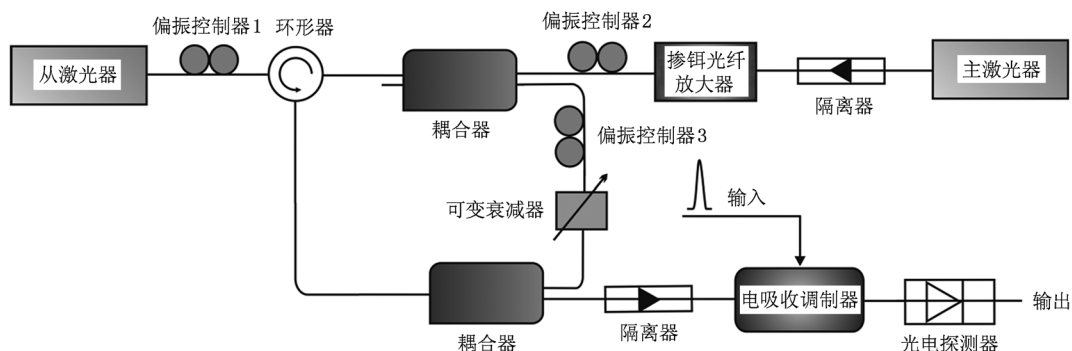 偏振控制器1
环形器
偏振控制器2
从激光器
掺铒光纤
放大器
主激光器
耦合器
隔离器
偏振控制器3
可变衰减器
输入
电吸收调制器
输出
耦合器
隔离器
光电探测器